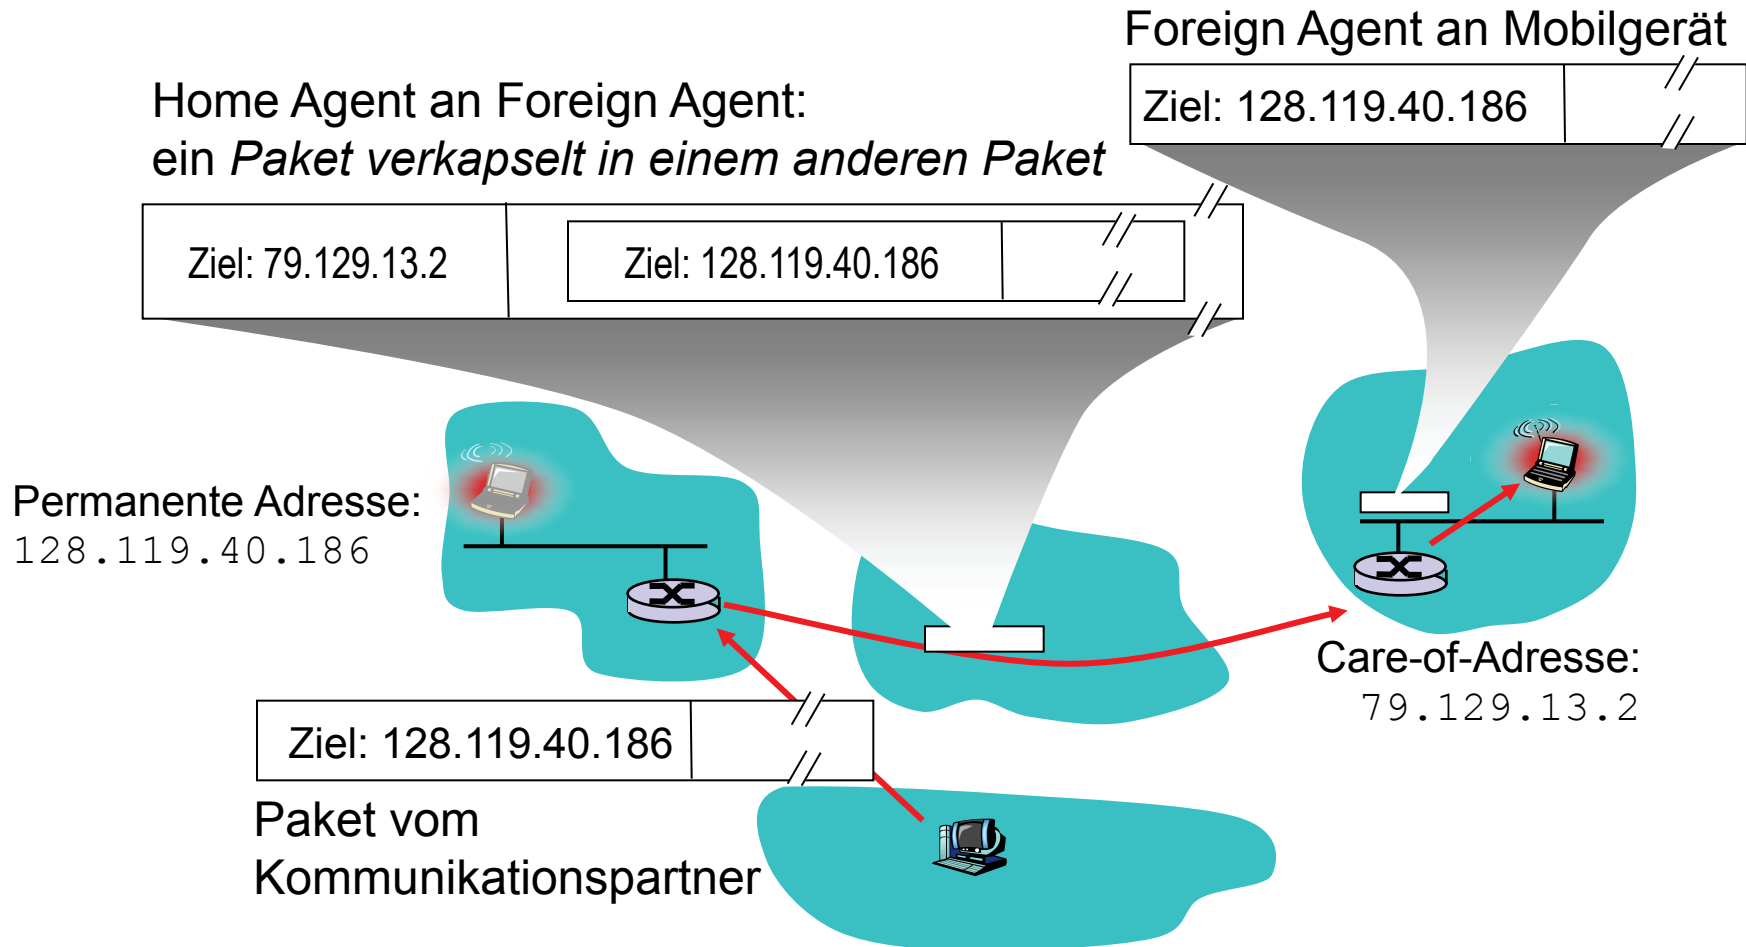 Foreign Agent an Mobilgerät
Ziel: 128.119.40.186
Home Agent an Foreign Agent:
ein Paket verkapselt in einem anderen Paket
Ziel: 79.129.13.2
Ziel: 128.119.40.186
Permanente Adresse:
128.119.40.186
Care-of-Adresse:
79.129.13.2
Ziel: 128.119.40.186
Paket vom
Kommunikationspartner